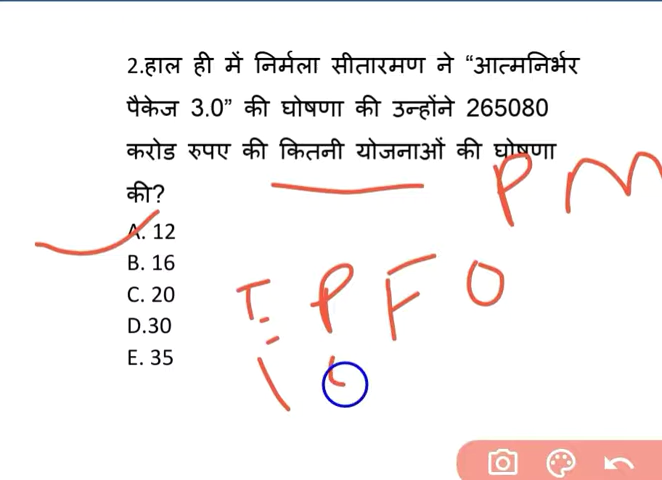 2.हाल ही में निर्मला सीतारमण ने “आत्मनिर्भर
पैकेज 3.0” की घोषणा की उन्होंने 265080
करोड रुपए की कितनी योजनाओं की घोषणा
की?
A. 12
B. 16
C. 20
D.30
E. 35
PM
EPFO